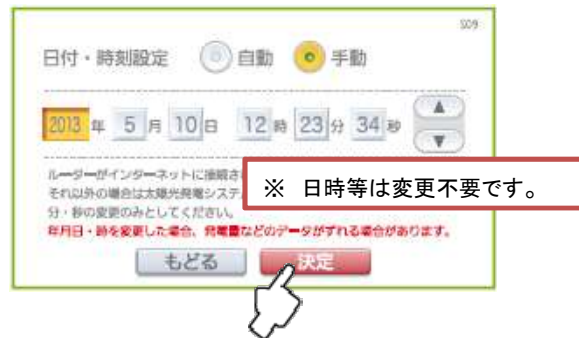 S09
日付・時刻設定 自動 手動
2013 年 5 月 10 日 12 時 23 分 34 秒
ルーターがインターネットに接続さ
それ以外の場合は太陽光発電システ
※ 日時等は変更不要です。
分・秒の変更のみとしてください。
年月日・時を変更した場合、発電量などのデータがずれる場合があります。
もどる 決定